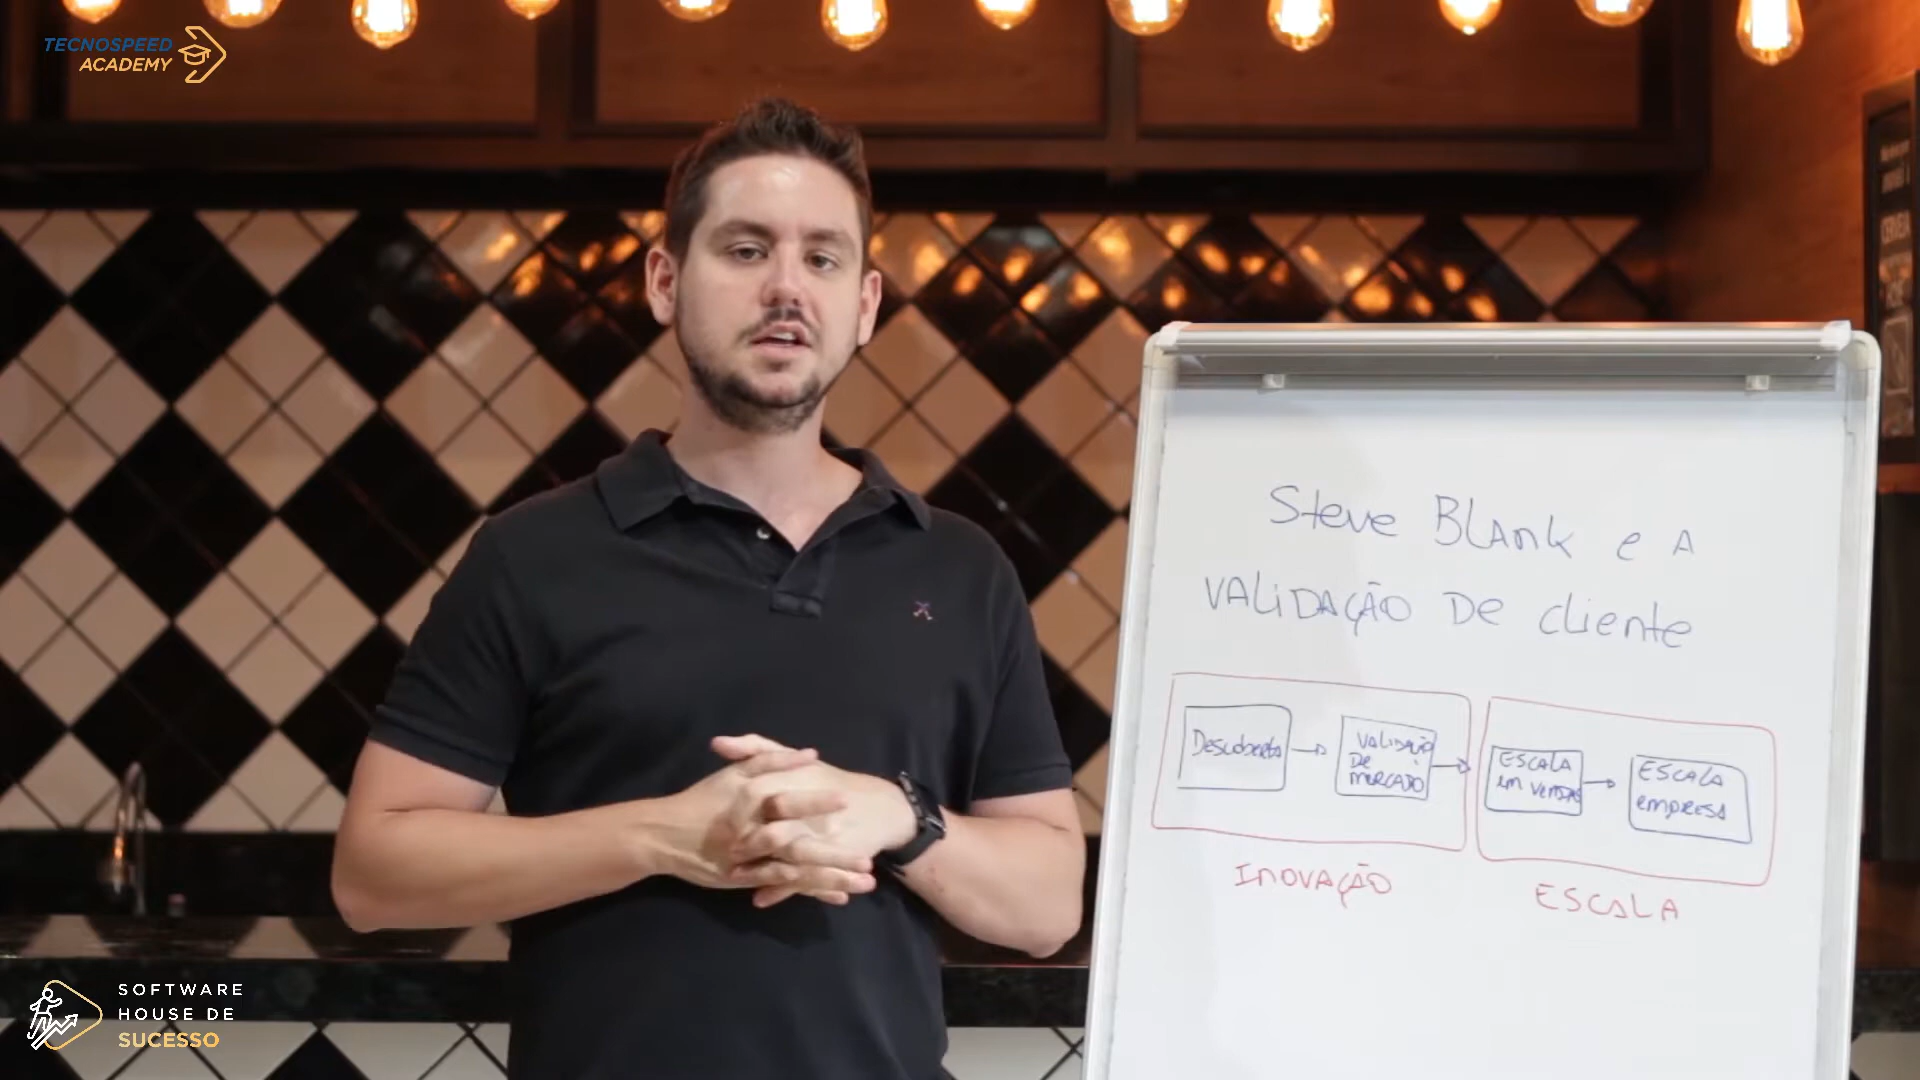 TECNOSPEED
ACADEMY
Steve Blank e A
VALIDAÇÃO DE cliente
Descoberta
VALIDAÇÃO
DE
MERCADO
ESCALA
em VENDAS
ESCALA
empresa
INOVAÇÃO
ESCALA
SOFTWARE
HOUSE DE
SUCESSO